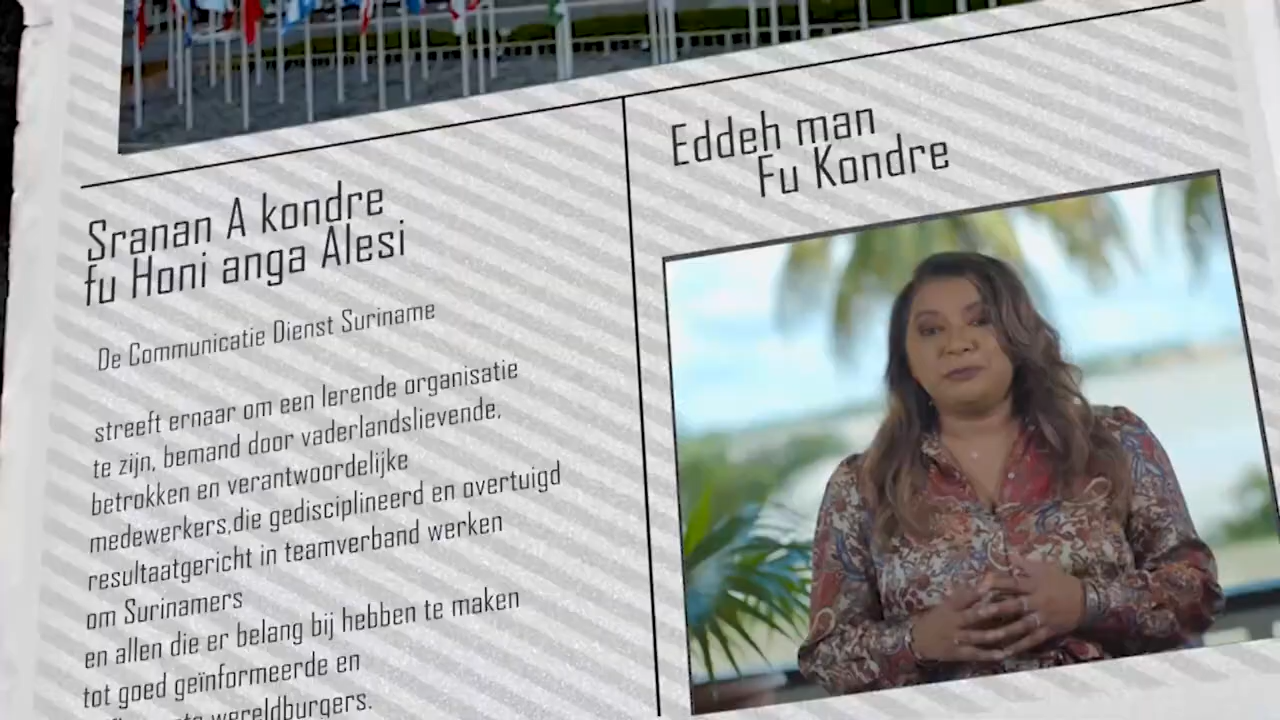 Sranan A kondre
fu Honi anga Alesi
De Communicatie Dienst Suriname
streeft ernaar om een lerende organisatie
te zijn, bemand door vaderlandslievende,
betrokken en verantwoordelijke
medewerkers,die gedisciplineerd en overtuigd
resultaatgericht in teamverband werken
om Surinamers
en allen die er belang bij hebben te maken
tot goed geïnformeerde en
wereldburgers.
Eddeh man
Fu Kondre